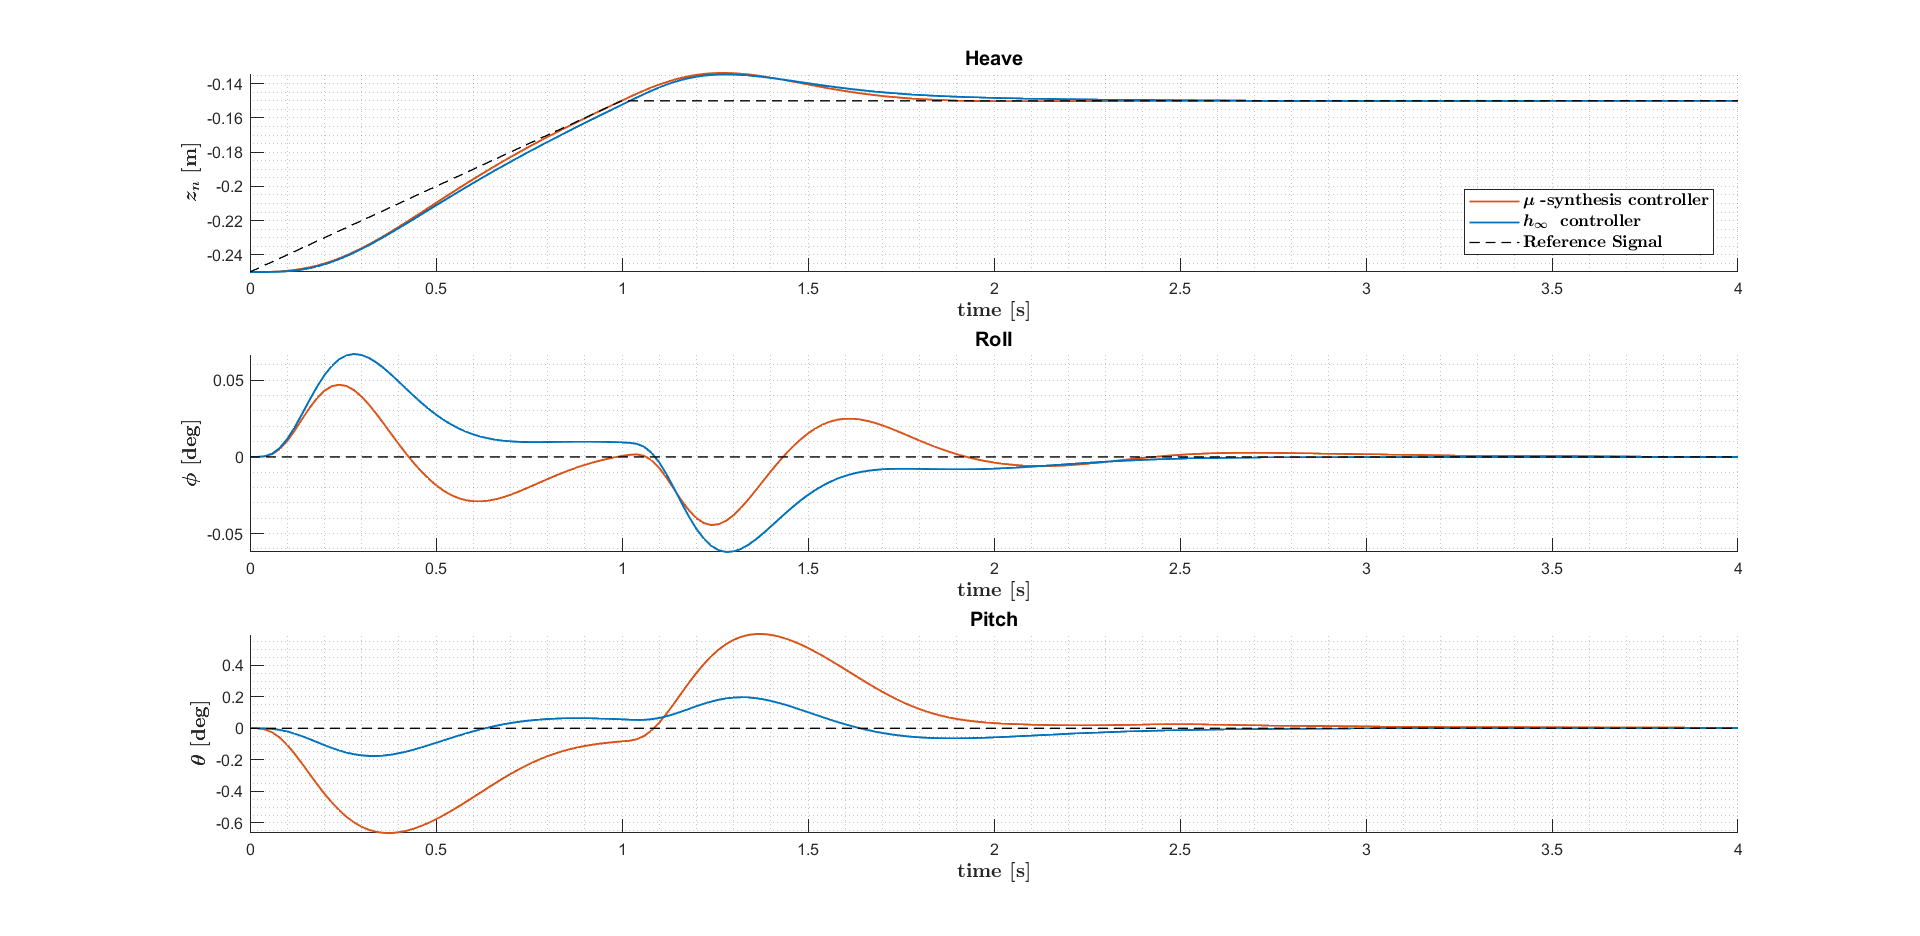 Heave
-0.14
-0.16
-0.18
-0.2
-0.22
-0.24
zₙ [m]
μ -synthesis controller
h∞ controller
Reference Signal
0 0.5 1 1.5 2 2.5 3 3.5 4
time [s]
Roll
0.05
0
-0.05
ϕ [deg]
0 0.5 1 1.5 2 2.5 3 3.5 4
time [s]
Pitch
0.4
0.2
0
-0.2
-0.4
-0.6
θ [deg]
0 0.5 1 1.5 2 2.5 3 3.5 4
time [s]